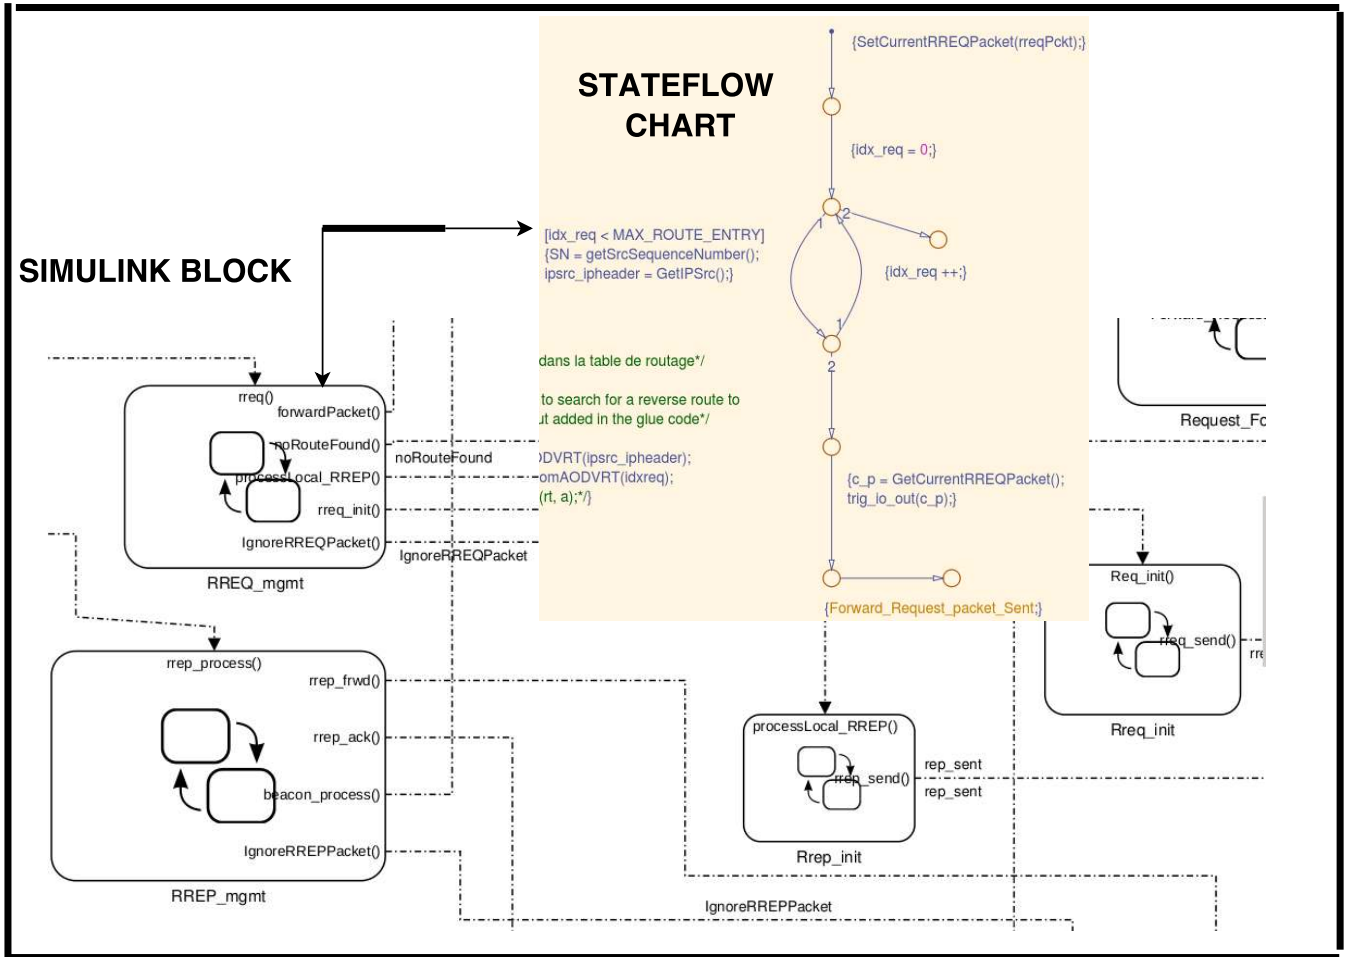 {SetCurrentRREQPacket(rreqPckt);}
STATEFLOW
CHART
{idx_req = 0;}
2
1
[idx_req < MAX_ROUTE_ENTRY]
{SN = getSrcSequenceNumber();
ipsrc_ipheader = GetIPSrc();}
{idx_req ++;}
SIMULINK BLOCK
1
2
dans la table de routage*/
to search for a reverse route to
ut added in the glue code*/
DDVRT(ipsrc_ipheader);
omAODVRT(idxreq);
(rt, a);*/}
{c_p = GetCurrentRREQPacket();
trig_io_out(c_p);}
{Forward_Request_packet_Sent;}
rreq()
forwardPacket()
noRouteFound()
noRouteFound
processLocal_RREP()
rreq_init()
IgnoreRREQPacket()
IgnoreRREQPacket
RREQ_mgmt
Request_Fo
Req_init()
rreq_send()
rre
Rreq_init
rrep_process()
rrep_frwd()
rrep_ack()
beacon_process()
IgnoreRREPPacket()
RREP_mgmt
processLocal_RREP()
rrep_send()
rep_sent
rep_sent
Rrep_init
IgnoreRREPPacket